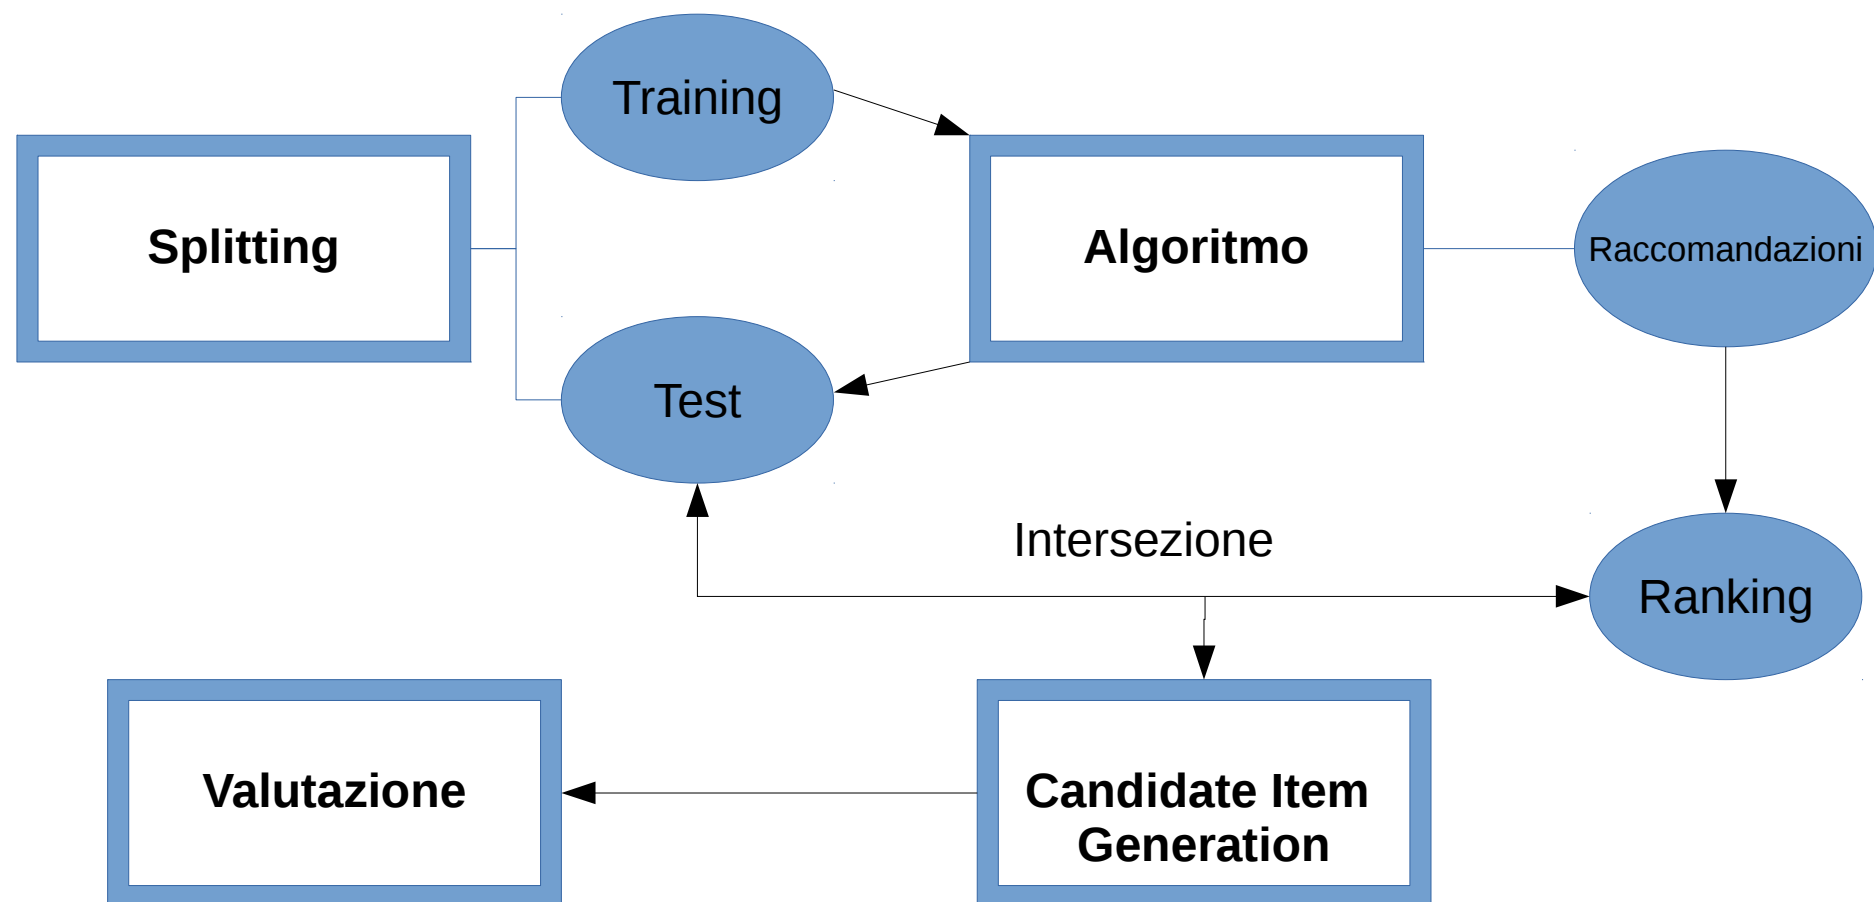 Training
Splitting
Algoritmo
Raccomandazioni
Test
Intersezione
Ranking
Valutazione
Candidate Item
Generation